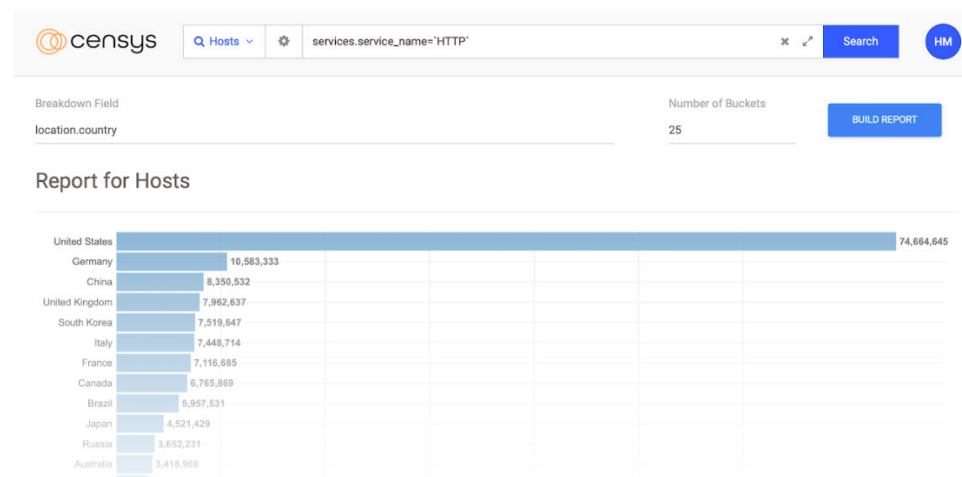 censys
Hosts
services.service_name=`HTTP`
Search
HM
Breakdown Field
Number of Buckets
location.country
25
BUILD REPORT
Report for Hosts
United States 74,664,645
Germany 10,583,333
China 8,350,532
United Kingdom 7,962,637
South Korea 7,519,647
Italy 7,448,714
France 7,116,685
Canada 6,765,869
Brazil 5,957,531
Japan 4,521,429
Russia 3,652,231
Australia 3,418,900